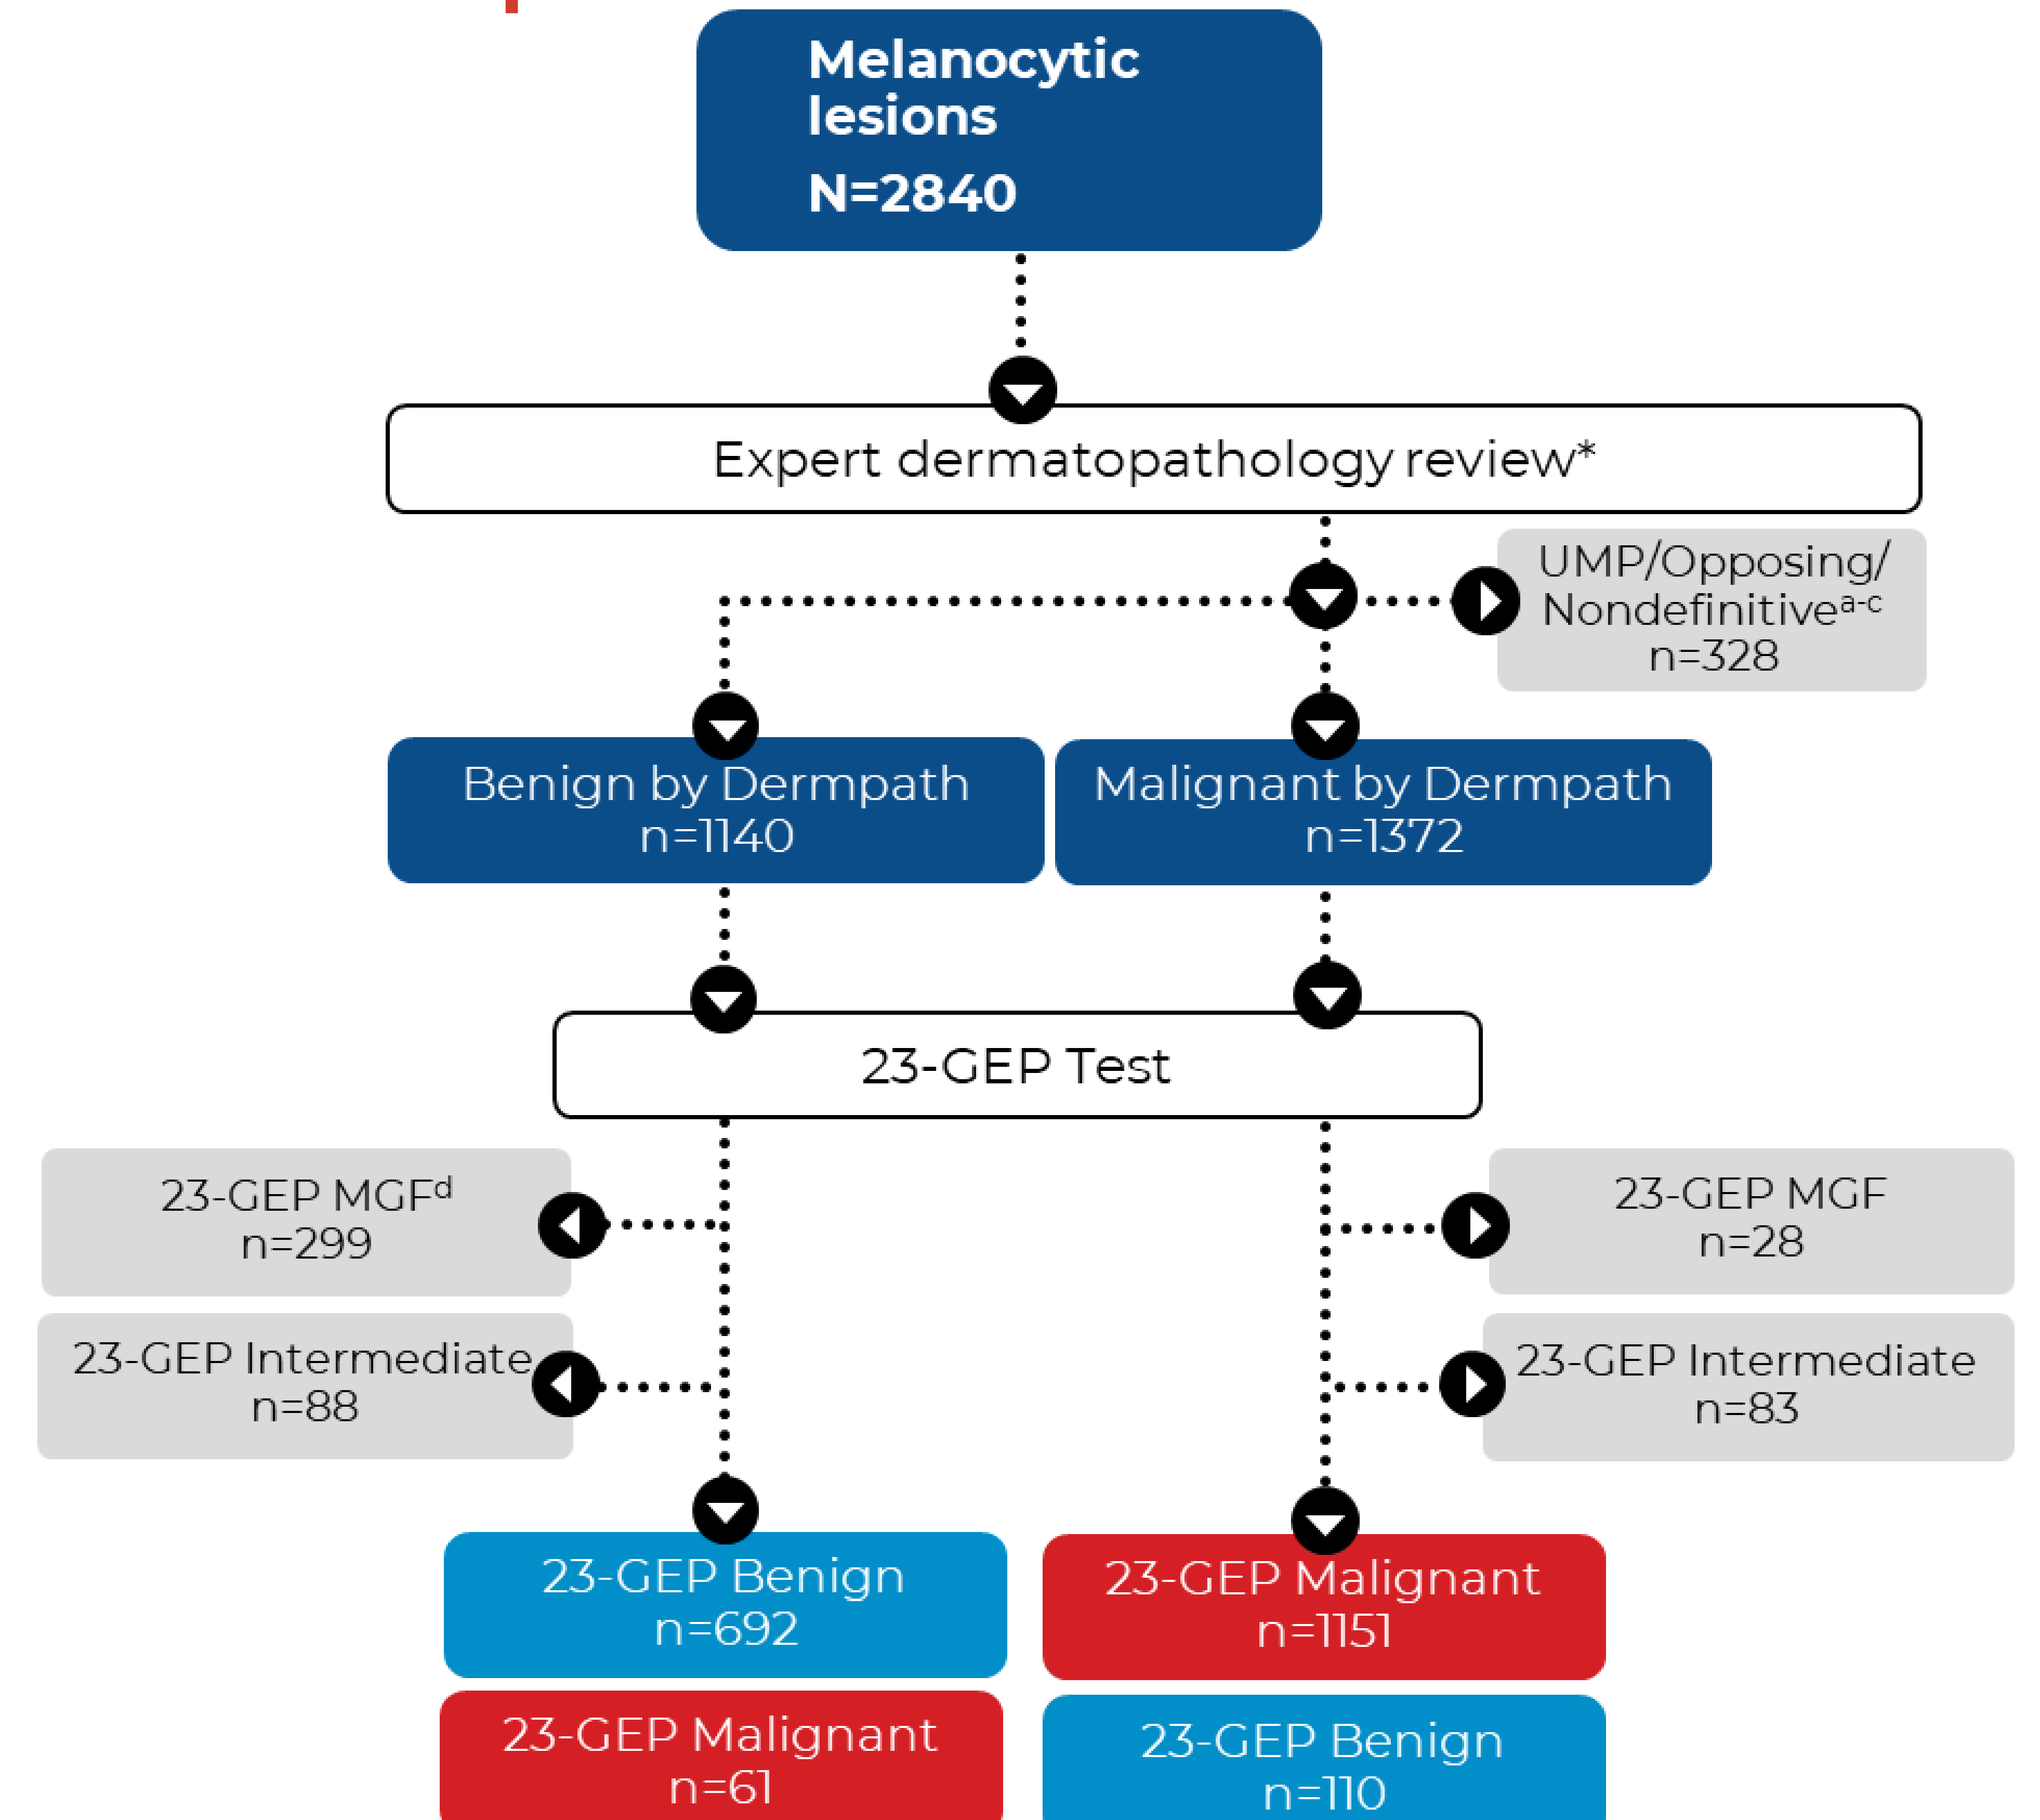 Melanocytic
lesions
N=2840
Expert dermatopathology review*
UMP/Opposing/
Nondefinitiveᵃ⁻ᶜ
n=328
Benign by Dermpath
n=1140
Malignant by Dermpath
n=1372
23-GEP Test
23-GEP MGFᵈ
n=299
23-GEP MGF
n=28
23-GEP Intermediate
n=88
23-GEP Intermediate
n=83
23-GEP Benign
n=692
23-GEP Malignant
n=1151
23-GEP Malignant
n=61
23-GEP Benign
n=110